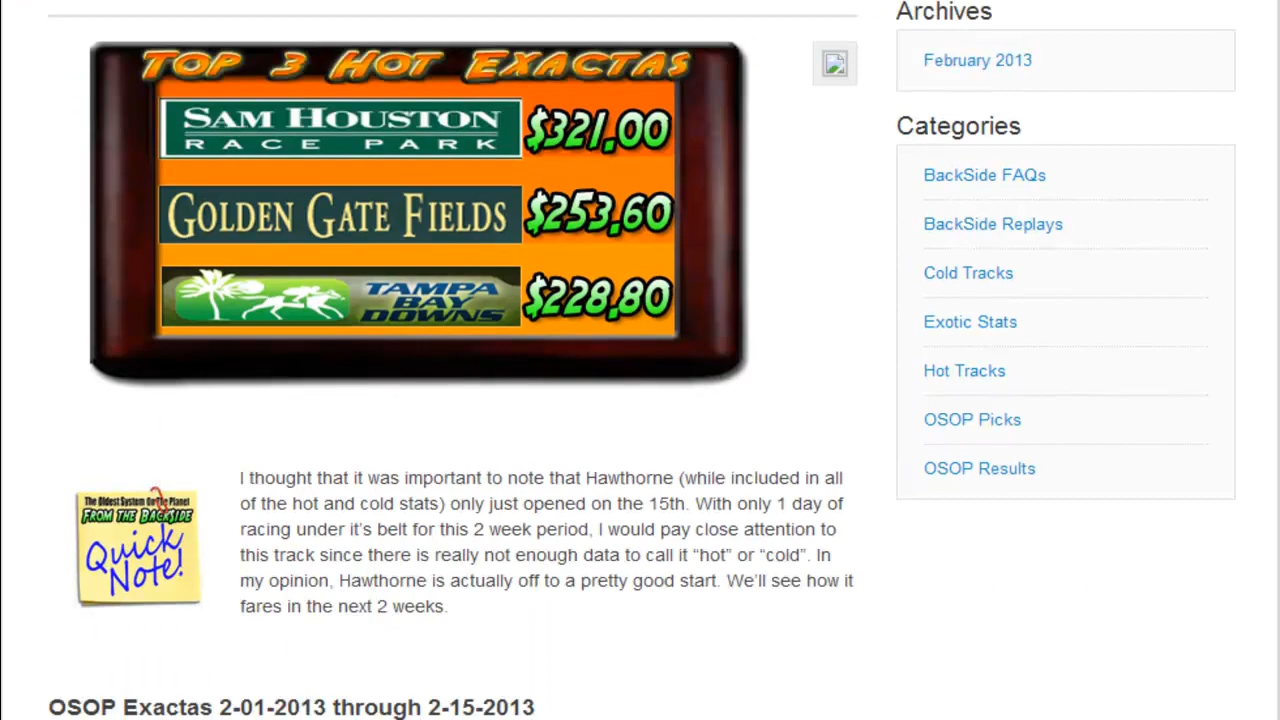 TOP 3 HOT EXACTAS
SAM HOUSTON
RACE PARK
$321.00
GOLDEN GATE FIELDS
$253.60
TAMPA
BAY
DOWNS
$228.80
The Oldest System On The Planet
FROM THE BACKSIDE
Quick
Note!
I thought that it was important to note that Hawthorne (while included in all
of the hot and cold stats) only just opened on the 15th. With only 1 day of
racing under it’s belt for this 2 week period, I would pay close attention to
this track since there is really not enough data to call it “hot” or “cold”. In
my opinion, Hawthorne is actually off to a pretty good start. We’ll see how it
fares in the next 2 weeks.
OSOP Exactas 2-01-2013 through 2-15-2013
Archives
February 2013
Categories
BackSide FAQs
BackSide Replays
Cold Tracks
Exotic Stats
Hot Tracks
OSOP Picks
OSOP Results